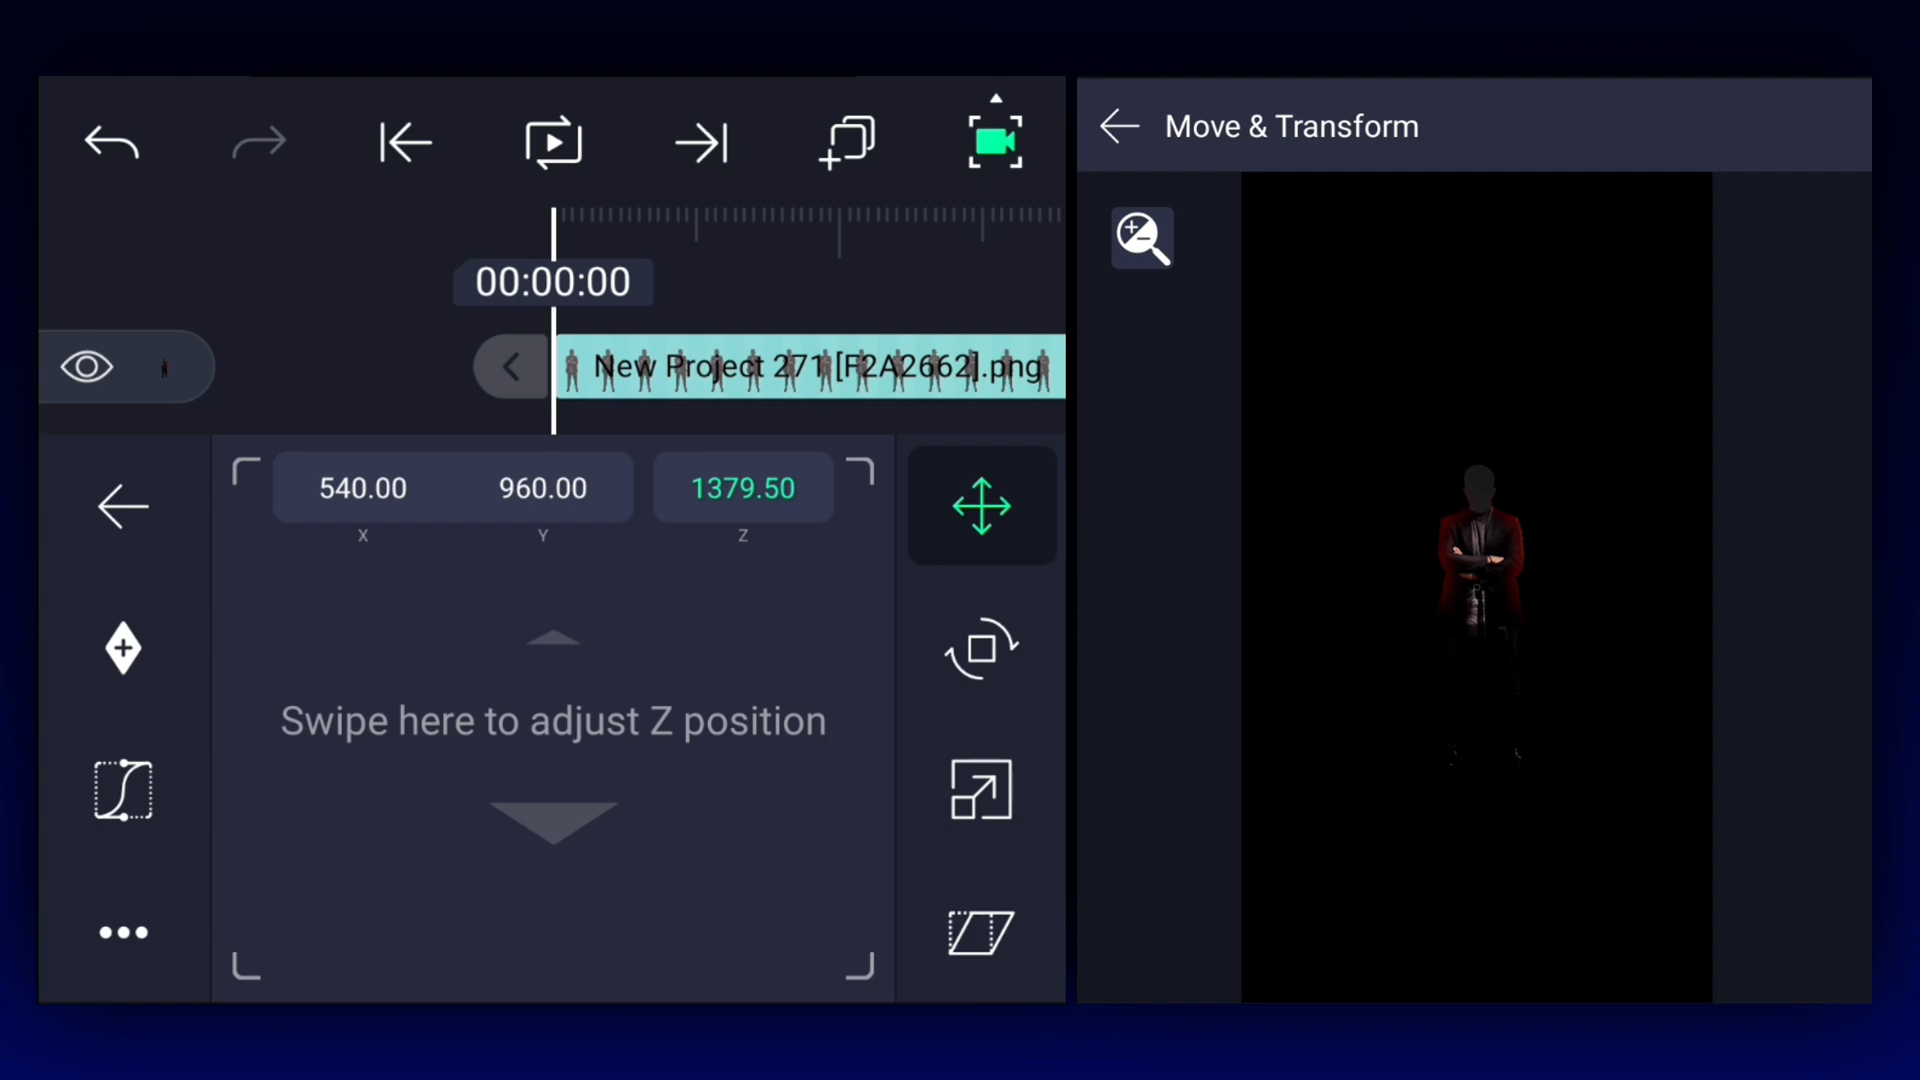 Move & Transform
00:00:00
New Project 271 [F2A2662].png
540.00 960.00 1379.50
X Y Z
Swipe here to adjust Z position